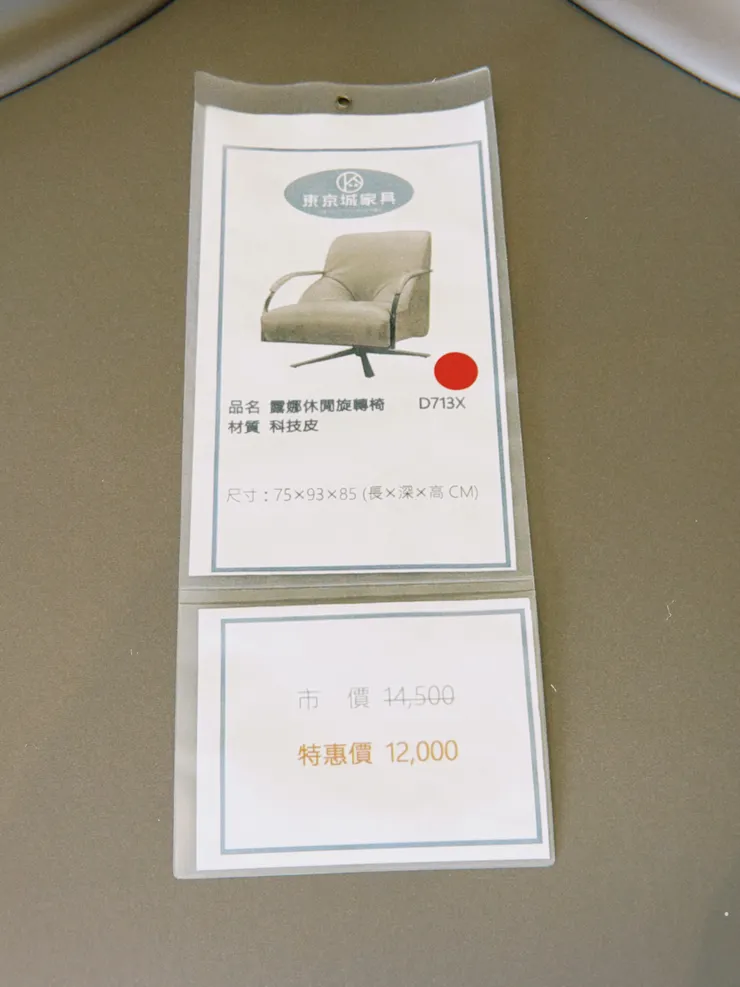 東京城家具
品名 露娜休閒旋轉椅 D713X
材質 科技皮
尺寸：75×93×85 (長×深×高 CM)
市 價 14,500
特惠價 12,000